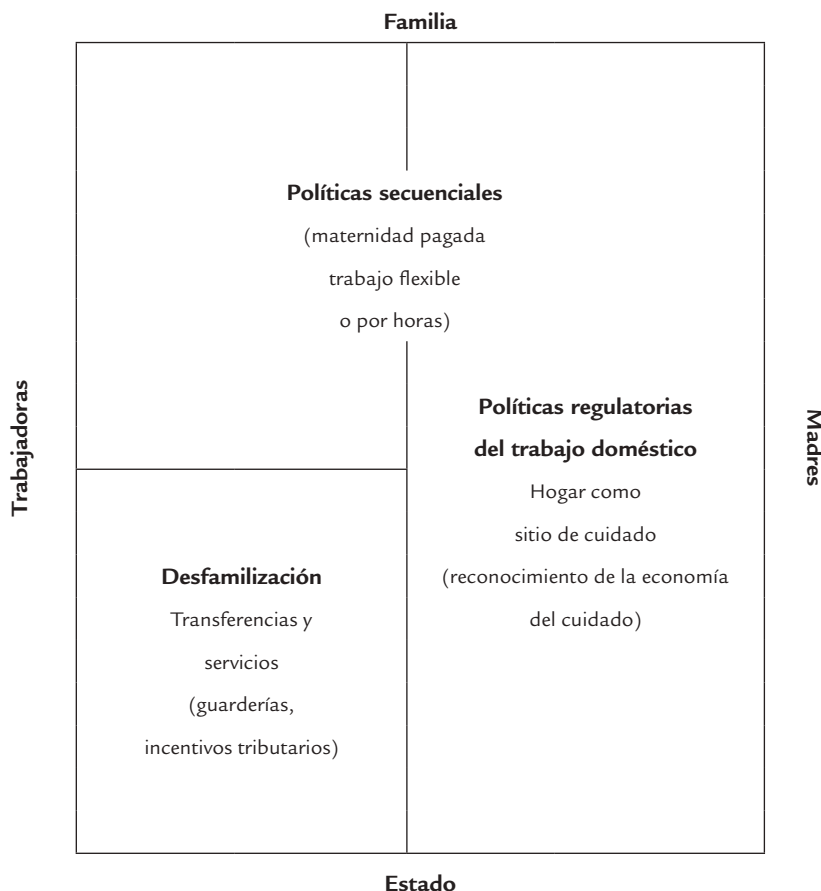 Familia
Políticas secuenciales
(maternidad pagada
trabajo flexible
o por horas)
Trabajadoras
Políticas regulatorias
del trabajo doméstico
Hogar como
sitio de cuidado
(reconocimiento de la economía
del cuidado)
Madres
Desfamilización
Transferencias y
servicios
(guarderías,
incentivos tributarios)
Estado